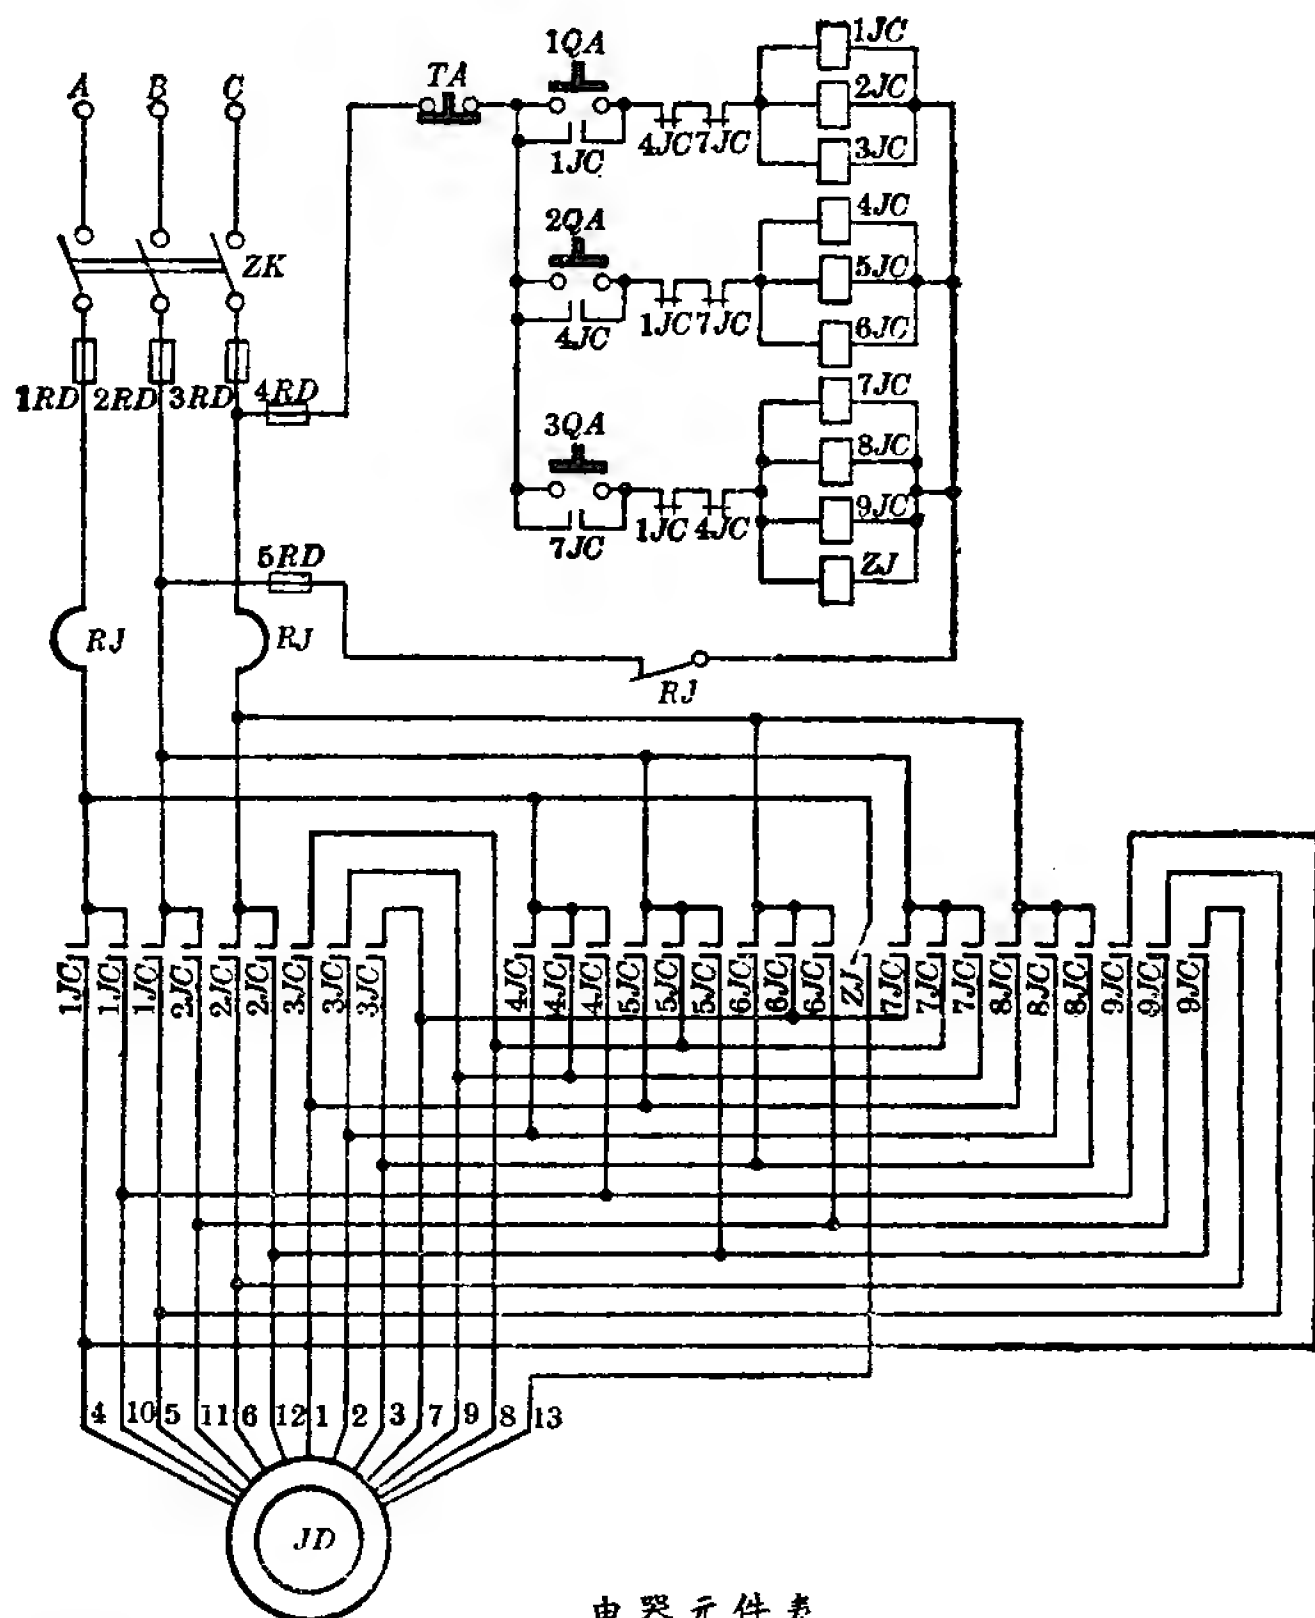 A B C
TA
1QA
1JC
4JC 7JC
1JC
2JC
3JC
2QA
4JC
1JC 7JC
4JC
5JC
6JC
3QA
7JC
1JC 4JC
7JC
8JC
9JC
ZJ
ZK
1RD 2RD 3RD 4RD
5RD
RJ RJ
RJ
1JC 1JC 1JC 2JC 2JC 2JC 3JC 3JC 3JC 4JC 4JC 4JC 5JC 5JC 5JC 6JC 6JC 6JC ZJ 7JC 7JC 7JC 8JC 8JC 8JC 9JC 9JC 9JC
4 10 5 11 6 12 1 2 3 7 9 8 13
JD
电器元件表